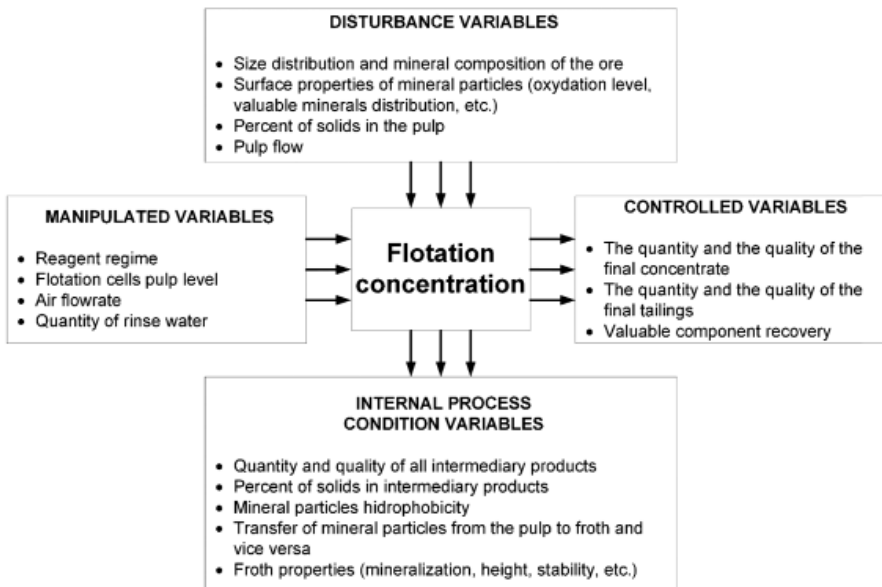 DISTURBANCE VARIABLES
• Size distribution and mineral composition of the ore
• Surface properties of mineral particles (oxydation level,
valuable minerals distribution, etc.)
• Percent of solids in the pulp
• Pulp flow
MANIPULATED VARIABLES
• Reagent regime
• Flotation cells pulp level
• Air flowrate
• Quantity of rinse water
Flotation
concentration
CONTROLLED VARIABLES
• The quantity and the quality of the
final concentrate
• The quantity and the quality of the
final tailings
• Valuable component recovery
INTERNAL PROCESS
CONDITION VARIABLES
• Quantity and quality of all intermediary products
• Percent of solids in intermediary products
• Mineral particles hidrophobicity
• Transfer of mineral particles from the pulp to froth and
vice versa
• Froth properties (mineralization, height, stability, etc.)